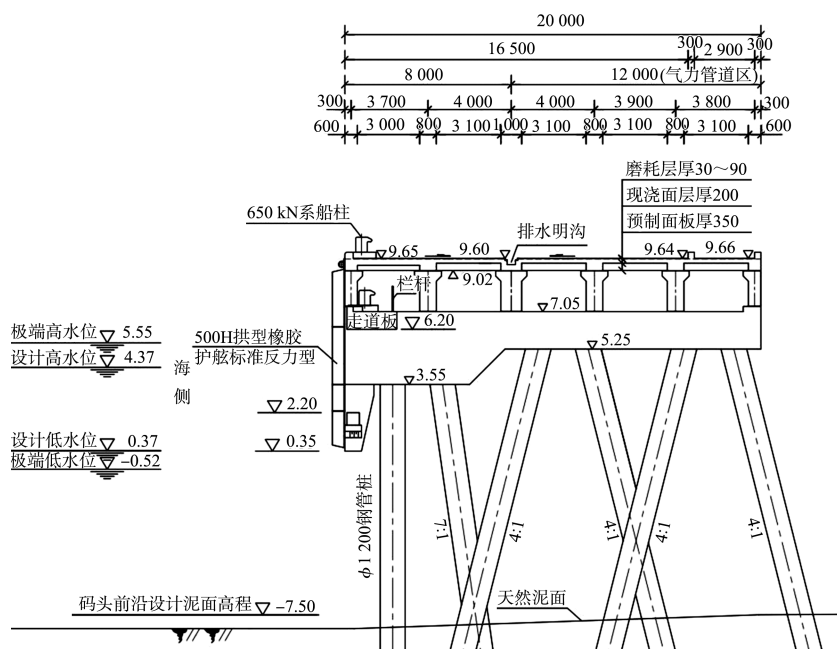 20 000
16 500
300
2 900
300
8 000
12 000(气力管道区)
300
3 700
4 000
4 000
3 900
3 800
300
600
3 000
800
3 100
1 000
3 100
800
3 100
800
3 100
600
磨耗层厚30～90
现浇面层厚200
预制面板厚350
650 kN系船柱
排水明沟
9.65
9.60
9.64
9.66
9.02
栏杆
7.05
走道板
6.20
极端高水位
5.55
500H拱型橡胶
护舷标准反力型
5.25
设计高水位
4.37
海
侧
3.55
2.20
设计低水位
0.37
0.35
极端低水位
−0.52
ϕ1 200钢管桩
7:1
4:1
4:1
4:1
4:1
码头前沿设计泥面高程
−7.50
天然泥面